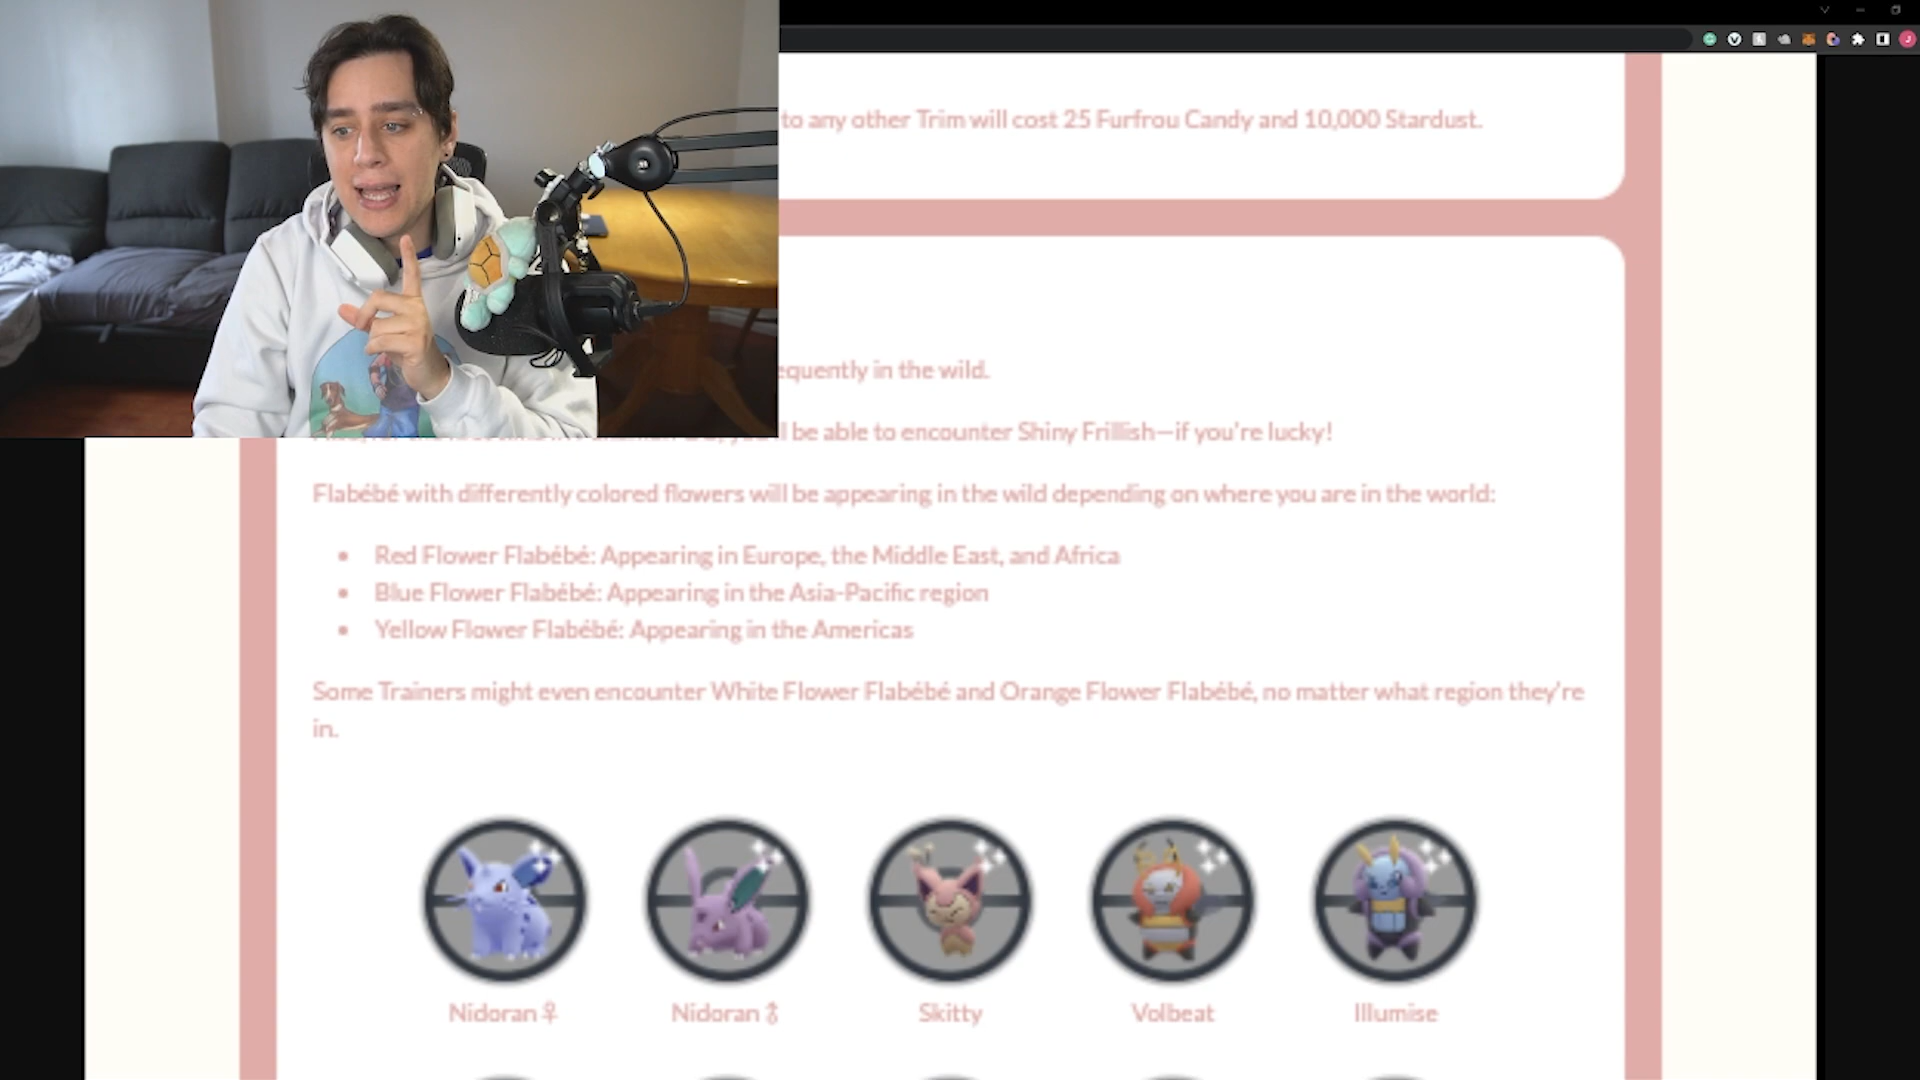 to any other Trim will cost 25 Furfrou Candy and 10,000 Stardust.
in the wild.
be able to encounter Shiny Frillish—if you're lucky!
Flabébé with differently colored flowers will be appearing in the wild depending on where you are in the world:
• Red Flower Flabébé: Appearing in Europe, the Middle East, and Africa
• Blue Flower Flabébé: Appearing in the Asia-Pacific region
• Yellow Flower Flabébé: Appearing in the Americas
Some Trainers might even encounter White Flower Flabébé and Orange Flower Flabébé, no matter what region they're
in.
Nidoran♀ Nidoran♂ Skitty Volbeat Illumise
J